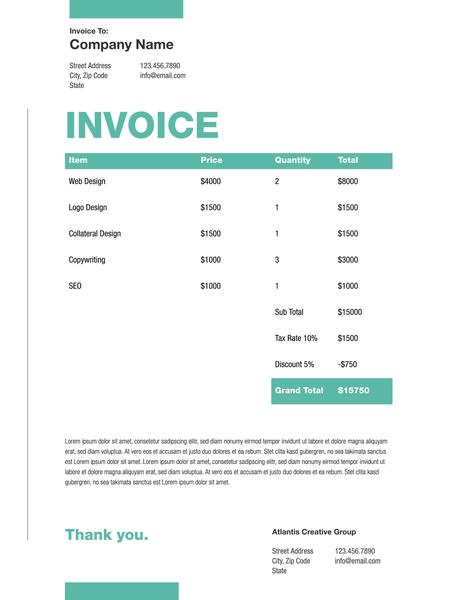 Invoice To:
Company Name
Street Address 123.456.7890
City, Zip Code info@email.com
State
INVOICE
Item Price Quantity Total
Web Design $4000 2 $8000
Logo Design $1500 1 $1500
Collateral Design $1500 1 $1500
Copywriting $1000 3 $3000
SEO $1000 1 $1000
Sub Total $15000
Tax Rate 10% $1500
Discount 5% -$750
Grand Total $15750
Lorem ipsum dolor sit amet, consetetur sadipscing elitr, sed diam nonumy eirmod tempor invidunt ut labore et dolore magna aliquyam
erat, sed diam voluptua. At vero eos et accusam et justo duo dolores et ea rebum. Stet clita kasd gubergren, no sea takimata sanctus
est Lorem ipsum dolor sit amet. Lorem ipsum dolor sit amet, consetetur sadipscing elitr, sed diam nonumy eirmod tempor invidunt ut
labore et dolore magna aliquyam erat, sed diam voluptua. At vero eos et accusam et justo duo dolores et ea rebum. Stet clita kasd
gubergren, no sea takimata sanctus est Lorem ipsum dolor sit amet.
Thank you.
Atlantis Creative Group
Street Address 123.456.7890
City, Zip Code info@email.com
State